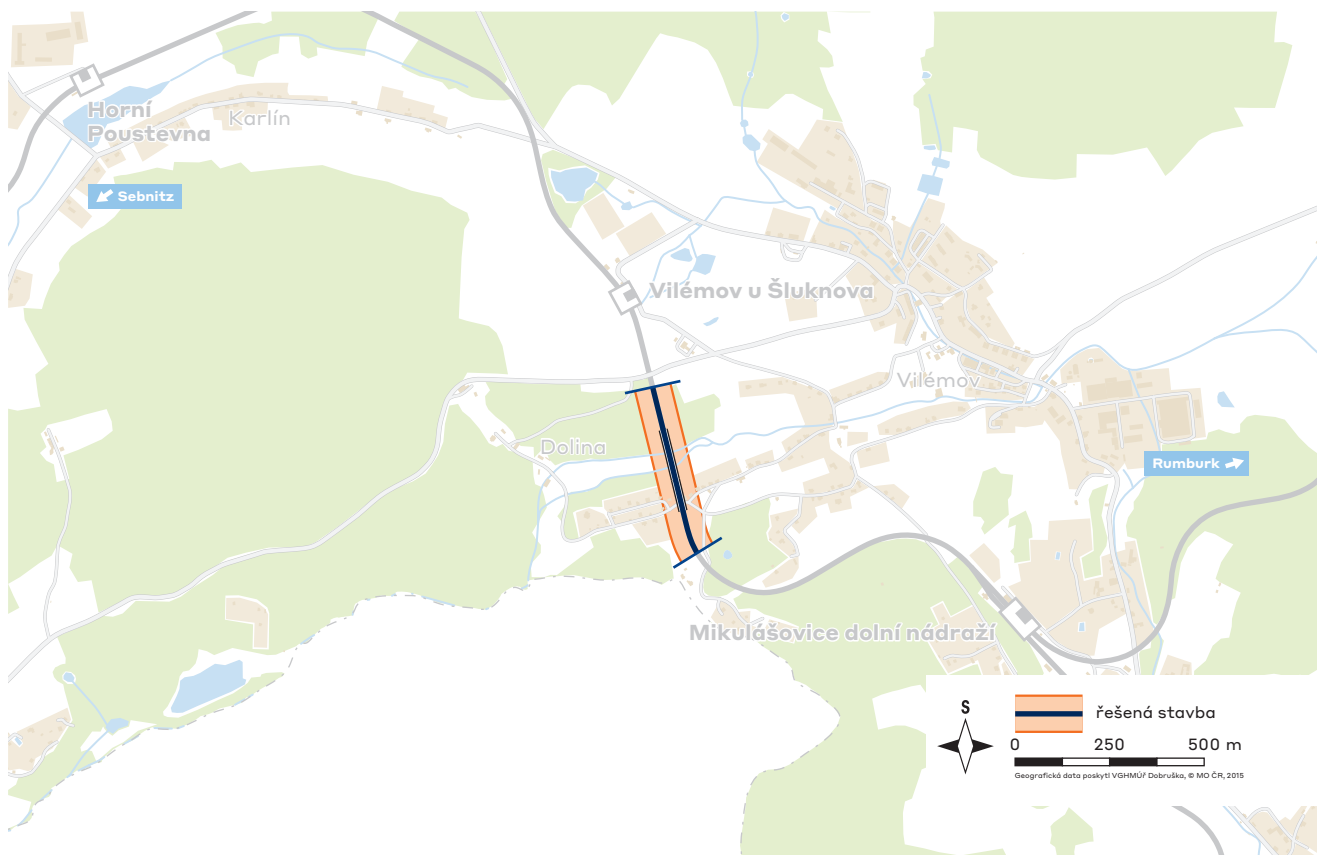 Horní
Poustevna
Karlín
Sebnitz
Vilémov u Šluknova
Vilémov
Dolina
Rumburk
Mikulášovice dolní nádraží
S
řešená stavba
0 250 500 m
Geografická data poskytl VGHMÚř Dobruška, © MO ČR, 2015